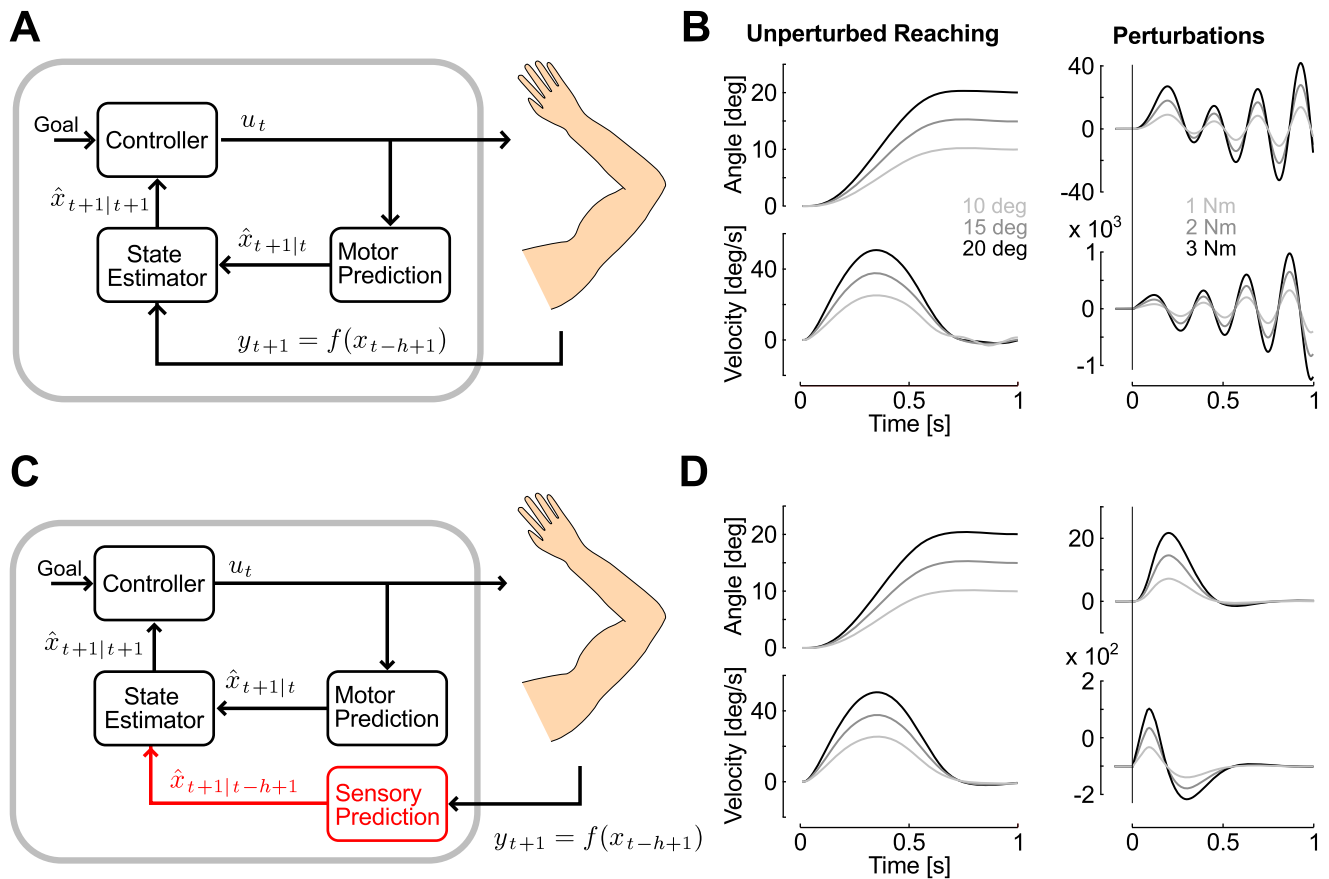 A
Goal
Controller
u_t
x̂_{t+1|t+1}
State
Estimator
x̂_{t+1|t}
Motor
Prediction
y_{t+1} = f(x_{t−h+1})
B
Unperturbed Reaching
Perturbations
Angle [deg]
20
10
0
40
0
-40
10 deg
15 deg
20 deg
1 Nm
2 Nm
3 Nm
Velocity [deg/s]
40
0
x 10³
1
0
-1
0
0.5
1
Time [s]
0
0.5
1
C
Goal
Controller
u_t
x̂_{t+1|t+1}
State
Estimator
x̂_{t+1|t}
Motor
Prediction
x̂_{t+1|t−h+1}
Sensory
Prediction
y_{t+1} = f(x_{t−h+1})
D
Angle [deg]
20
10
0
20
0
Velocity [deg/s]
40
0
x 10²
2
0
-2
0
0.5
1
Time [s]
0
0.5
1